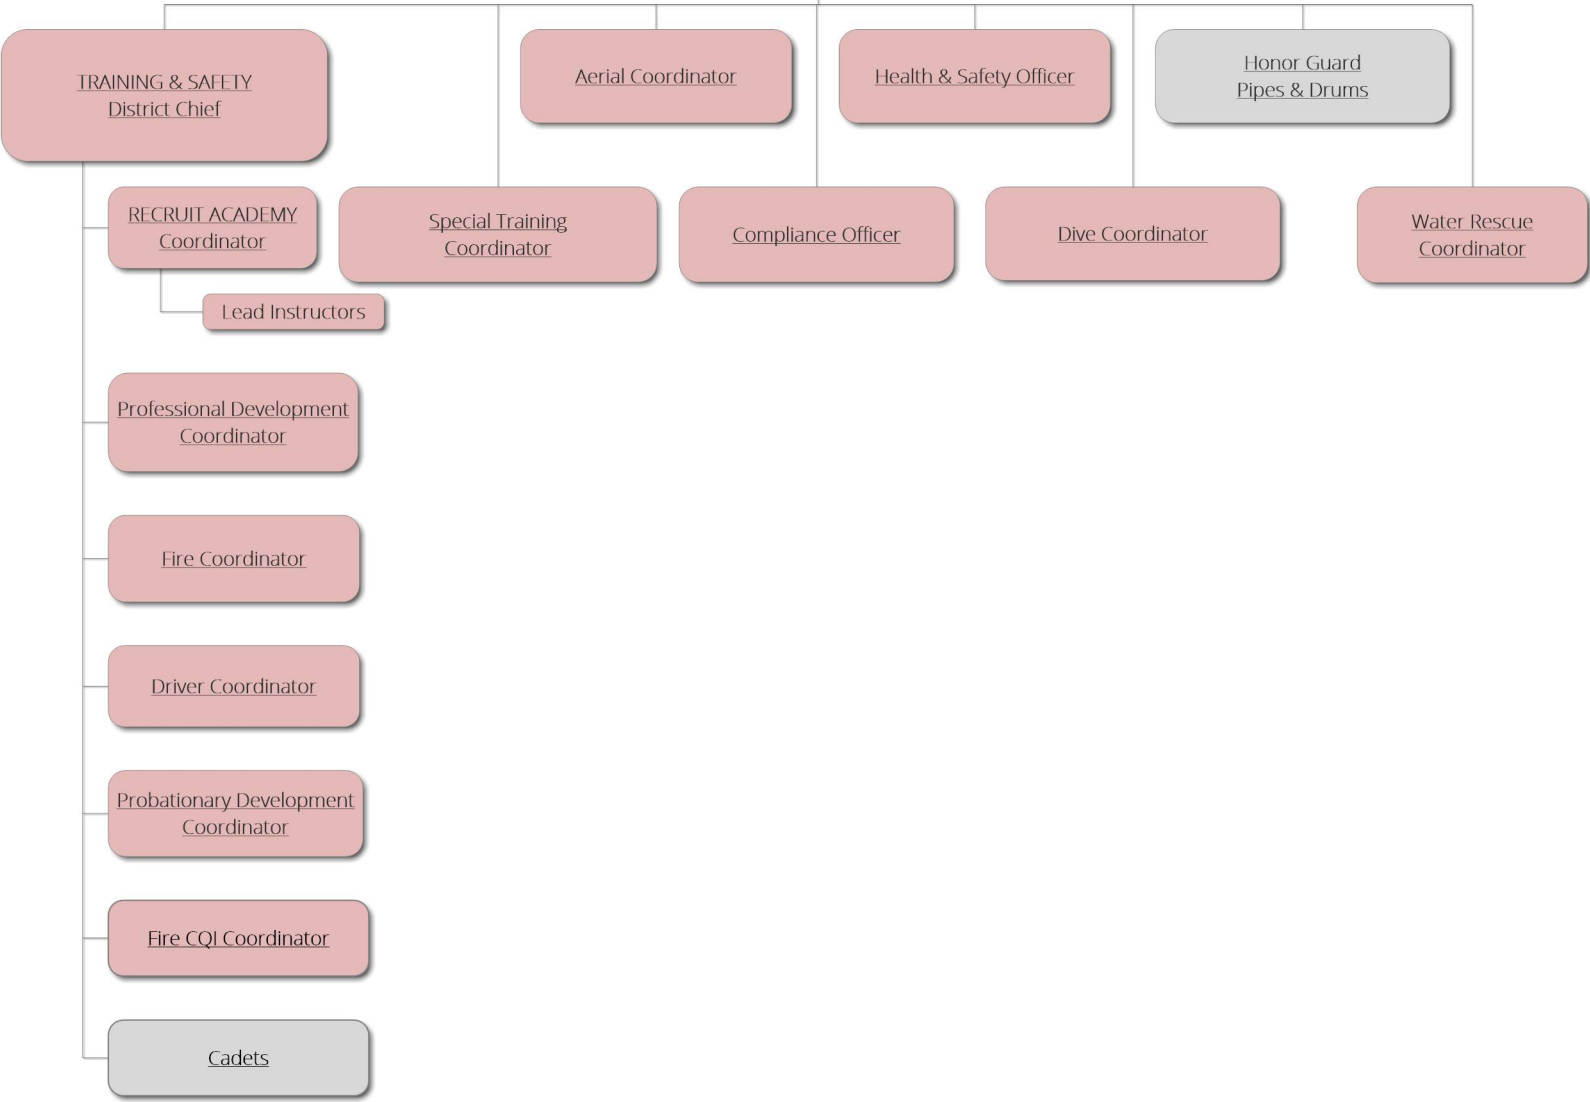 TRAINING & SAFETY
District Chief
Aerial Coordinator
Health & Safety Officer
Honor Guard
Pipes & Drums
RECRUIT ACADEMY
Coordinator
Special Training
Coordinator
Compliance Officer
Dive Coordinator
Water Rescue
Coordinator
Lead Instructors
Professional Development
Coordinator
Fire Coordinator
Driver Coordinator
Probationary Development
Coordinator
Fire CQI Coordinator
Cadets